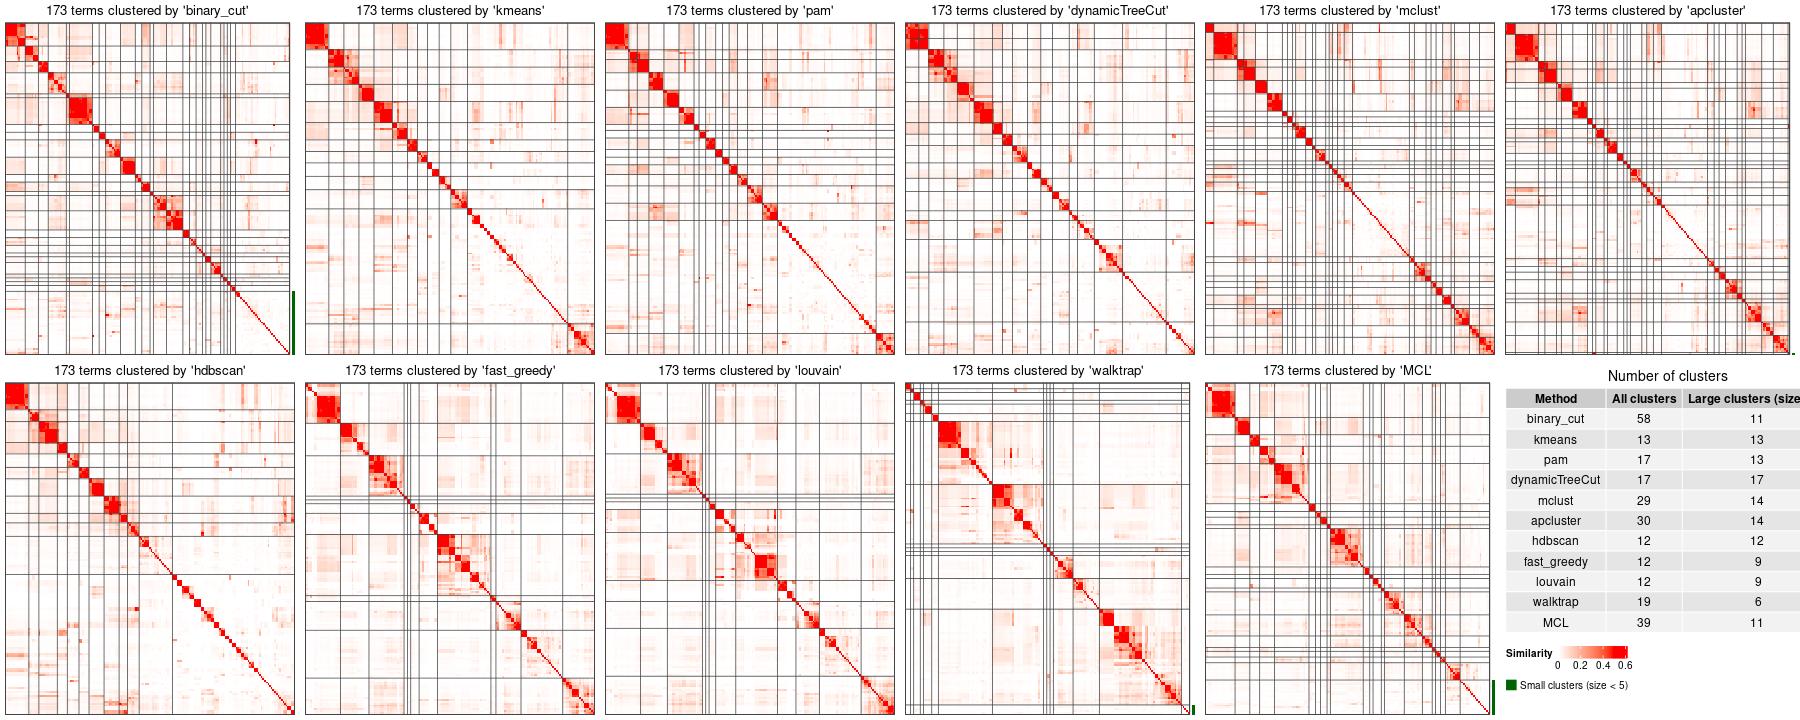 173 terms clustered by 'binary_cut'
173 terms clustered by 'kmeans'
173 terms clustered by 'pam'
173 terms clustered by 'dynamicTreeCut'
173 terms clustered by 'mclust'
173 terms clustered by 'apcluster'
173 terms clustered by 'hdbscan'
173 terms clustered by 'fast_greedy'
173 terms clustered by 'louvain'
173 terms clustered by 'walktrap'
173 terms clustered by 'MCL'
Number of clusters
Method All clusters Large clusters (size
binary_cut 58 11
kmeans 13 13
pam 17 13
dynamicTreeCut 17 17
mclust 29 14
apcluster 30 14
hdbscan 12 12
fast_greedy 12 9
louvain 12 9
walktrap 19 6
MCL 39 11
Similarity
0 0.2 0.4 0.6
Small clusters (size < 5)